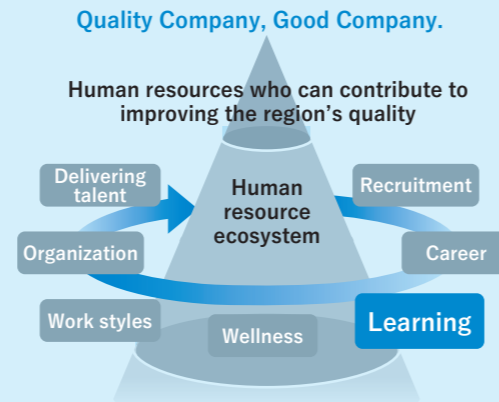 Quality Company, Good Company.
Human resources who can contribute to
improving the region's quality
Delivering
talent
Human
resource
ecosystem
Recruitment
Organization
Career
Work styles
Wellness
Learning